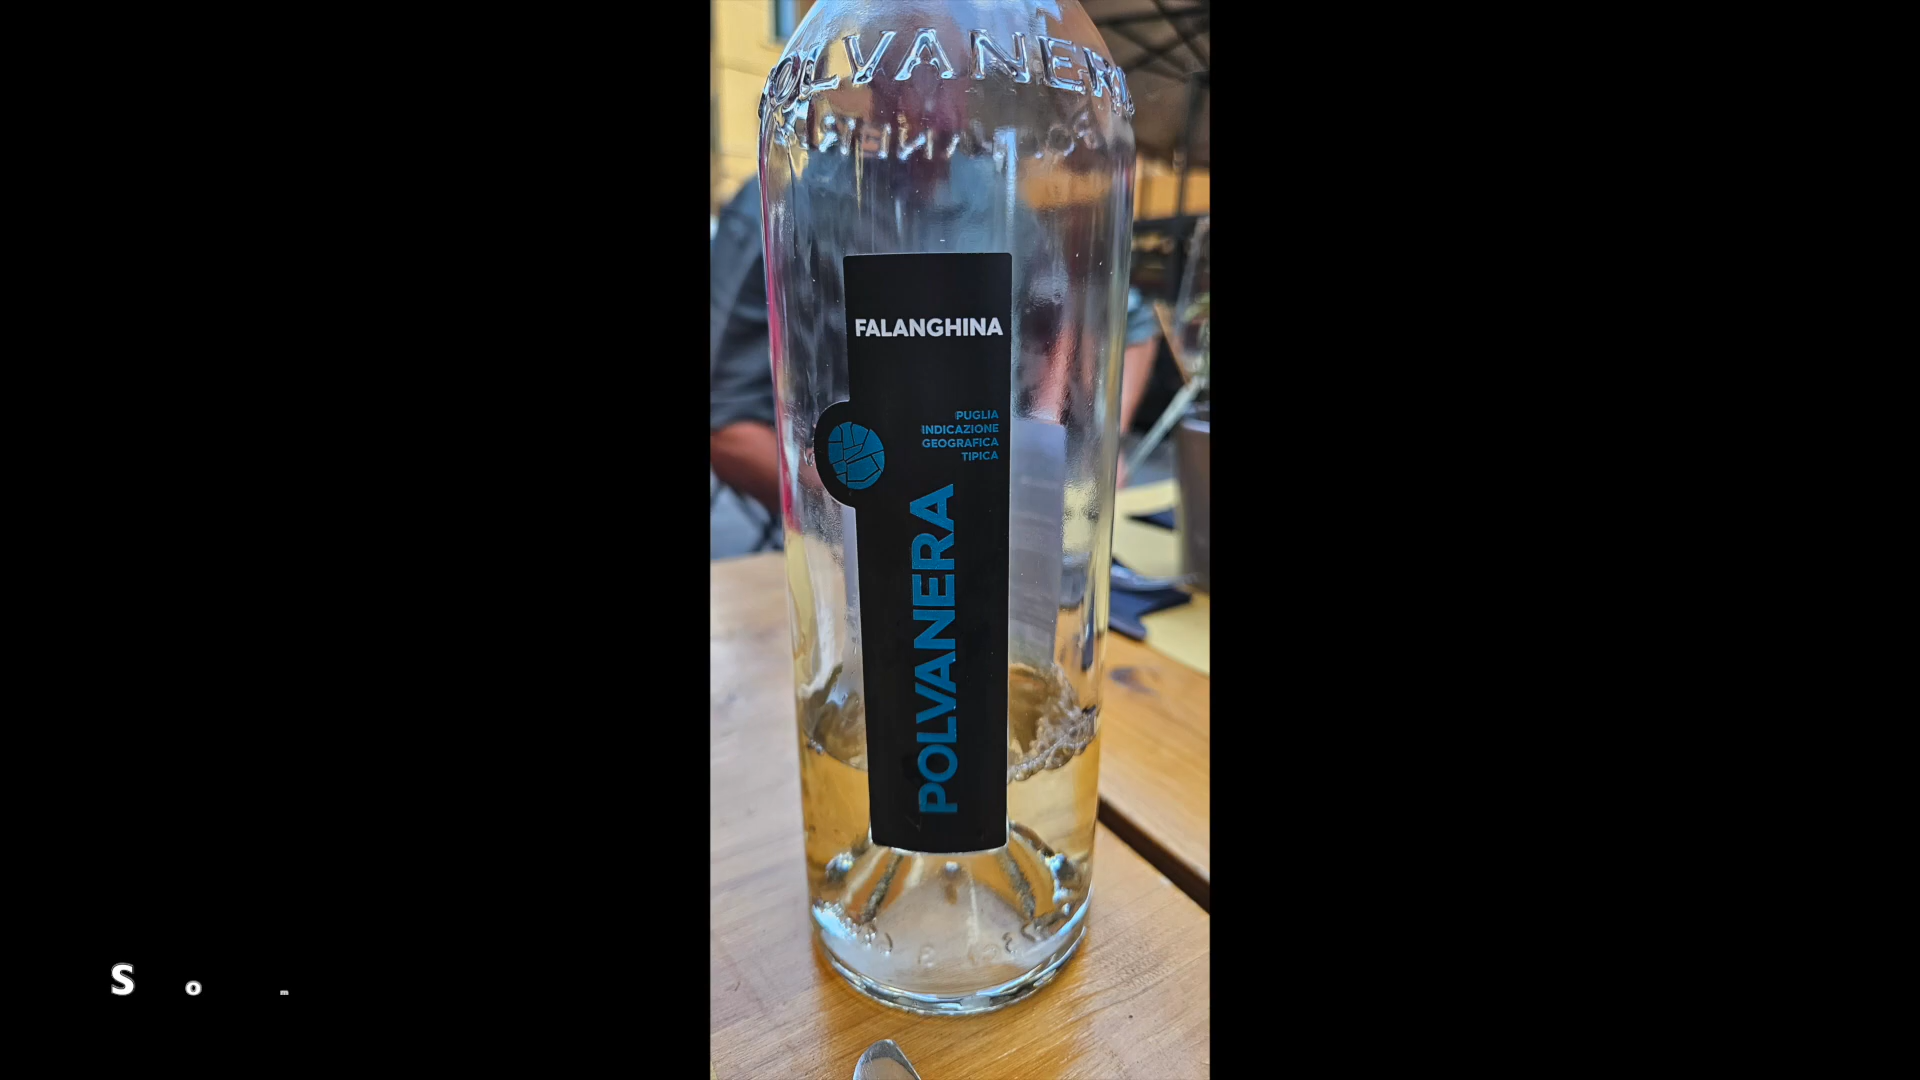 POLVANERA
FALANGHINA
PUGLIA
INDICAZIONE
GEOGRAFICA
TIPICA
POLVANERA
S o m